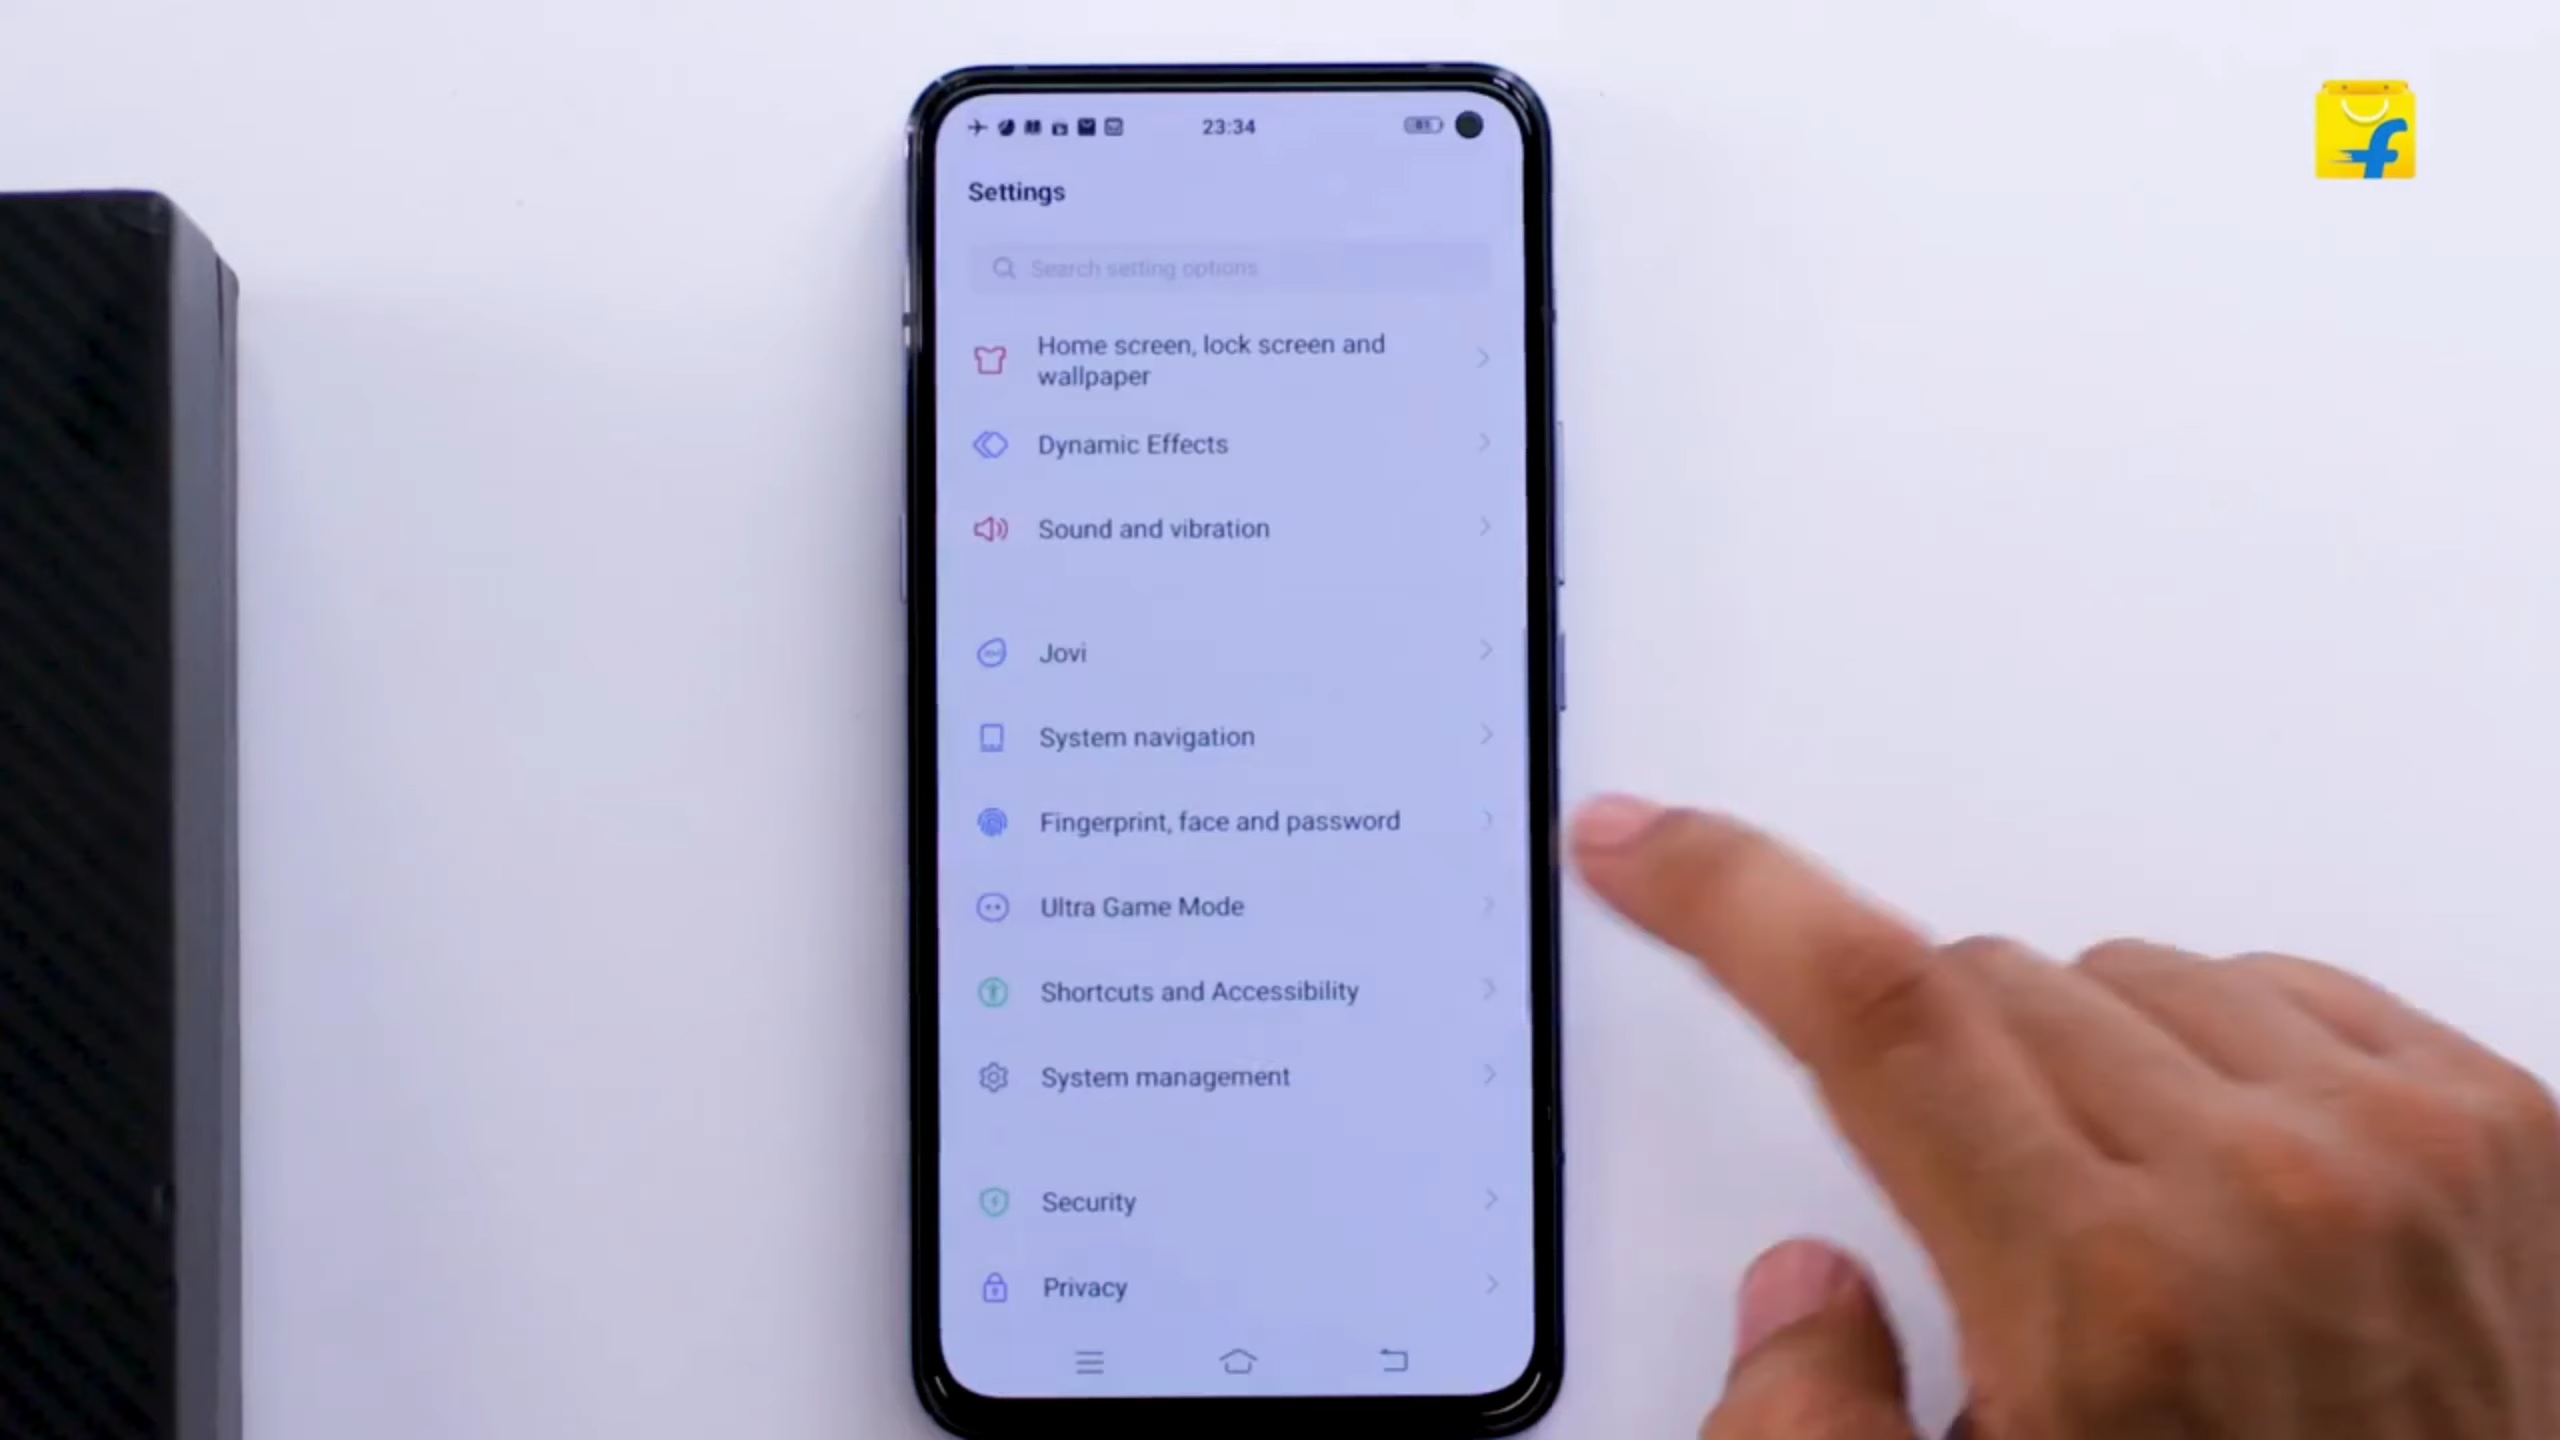 23:34
81
Settings
Search setting options
Home screen, lock screen and
wallpaper
Dynamic Effects
Sound and vibration
Jovi
System navigation
Fingerprint, face and password
Ultra Game Mode
Shortcuts and Accessibility
System management
Security
Privacy
f